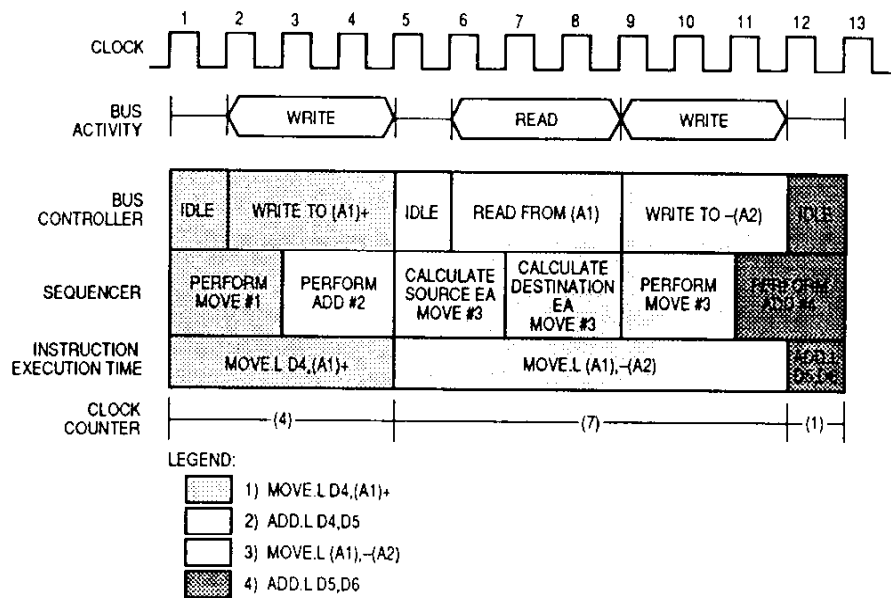 1 2 3 4 5 6 7 8 9 10 11 12 13
CLOCK
BUS ACTIVITY
WRITE READ WRITE
BUS CONTROLLER
IDLE WRITE TO (A1)+ IDLE READ FROM (A1) WRITE TO –(A2) IDLE
SEQUENCER
PERFORM MOVE #1
PERFORM ADD #2
CALCULATE SOURCE EA MOVE #3
CALCULATE DESTINATION EA MOVE #3
PERFORM MOVE #3
PERFORM ADD #4
INSTRUCTION EXECUTION TIME
MOVE.L D4,(A1)+ MOVE.L (A1),–(A2) ADD.L
CLOCK COUNTER
(4) (7) (1)
LEGEND:
1) MOVE.L D4,(A1)+
2) ADD.L D4,D5
3) MOVE.L (A1),–(A2)
4) ADD.L D5,D6